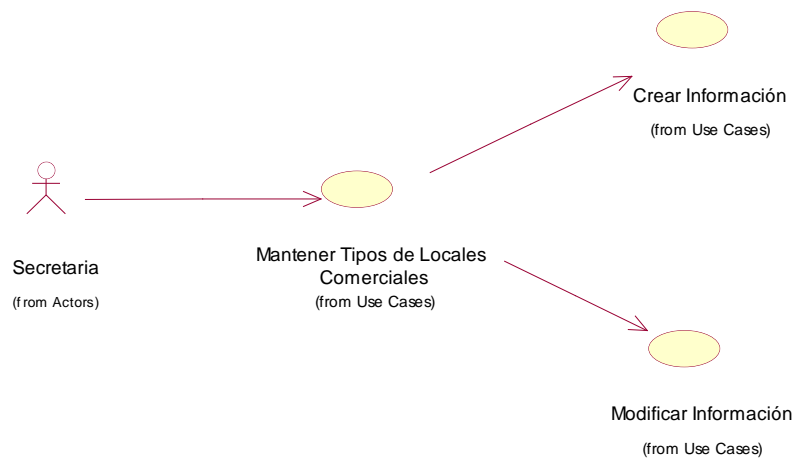 Crear Información
(from Use Cases)
Secretaria
(from Actors)
Mantener Tipos de Locales
Comerciales
(from Use Cases)
Modificar Información
(from Use Cases)